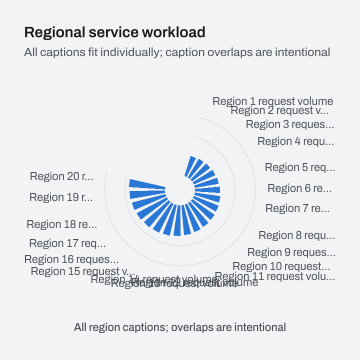 Regional service workload
All captions fit individually; caption overlaps are intentional
Region 1 request volume
Region 2 request v...
Region 3 reques...
Region 4 requ...
Region 5 req...
Region 6 re...
Region 7 re...
Region 8 requ...
Region 9 reques...
Region 10 request...
Region 11 request volu...
Region 15 request v...
Region 16 reques...
Region 17 req...
Region 18 re...
Region 19 r...
Region 20 r...
All region captions; overlaps are intentional